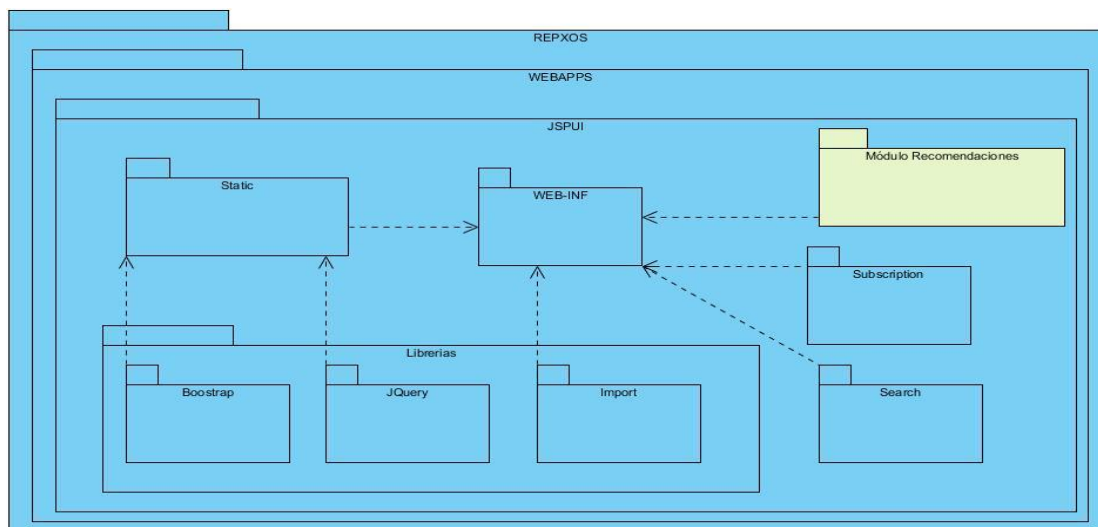 REPXOS
WEBAPPS
JSPUI
Módulo Recomendaciones
Static
WEB-INF
Subscription
Librerias
Boostrap
JQuery
Import
Search